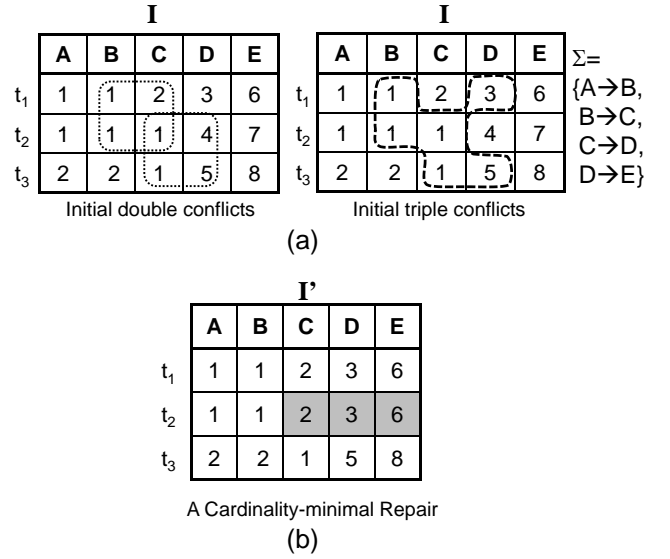 I I
A B C D E A B C D E Σ=
t1 1 1 2 3 6 1 1 2 3 6 {A→B,
t2 1 1 1 4 7 1 1 1 4 7 B→C,
C→D,
t3 2 2 1 5 8 2 2 1 5 8 D→E}
Initial double conflicts Initial triple conflicts
(a)
I'
A B C D E
t1 1 1 2 3 6
t2 1 1 2 3 6
t3 2 2 1 5 8
A Cardinality-minimal Repair
(b)